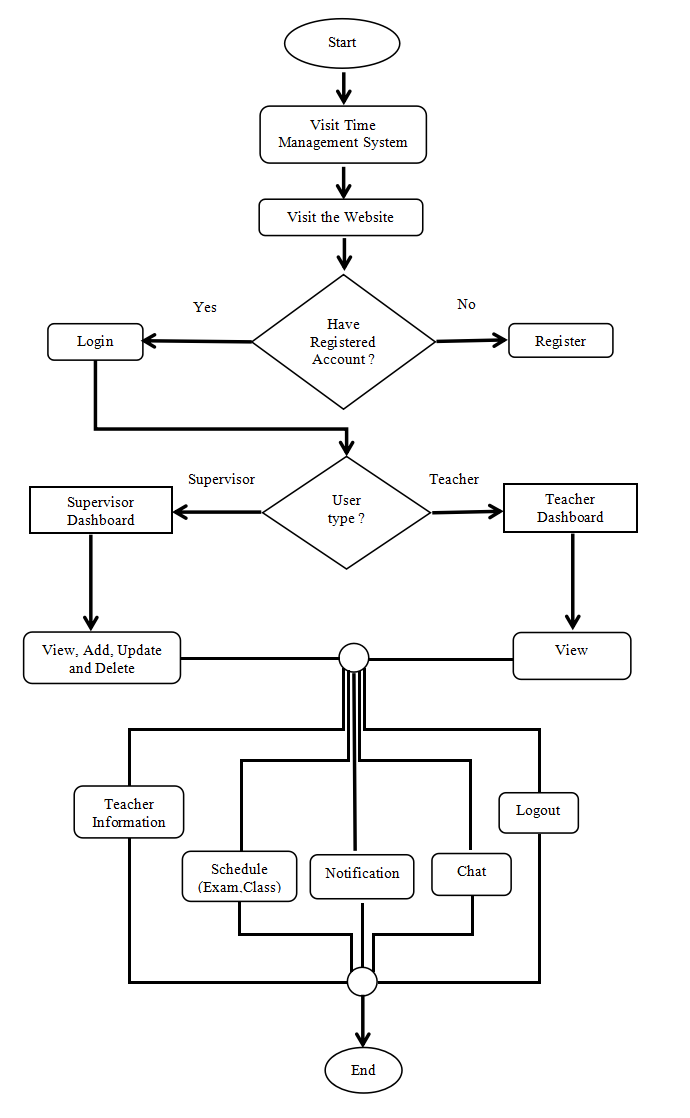 Start
Visit Time
Management System
Visit the Website
Yes
No
Have
Registered
Account ?
Login
Register
Supervisor
Teacher
User
type ?
Supervisor
Dashboard
Teacher
Dashboard
View, Add, Update
and Delete
View
Teacher
Information
Logout
Schedule
(Exam,Class)
Notification
Chat
End